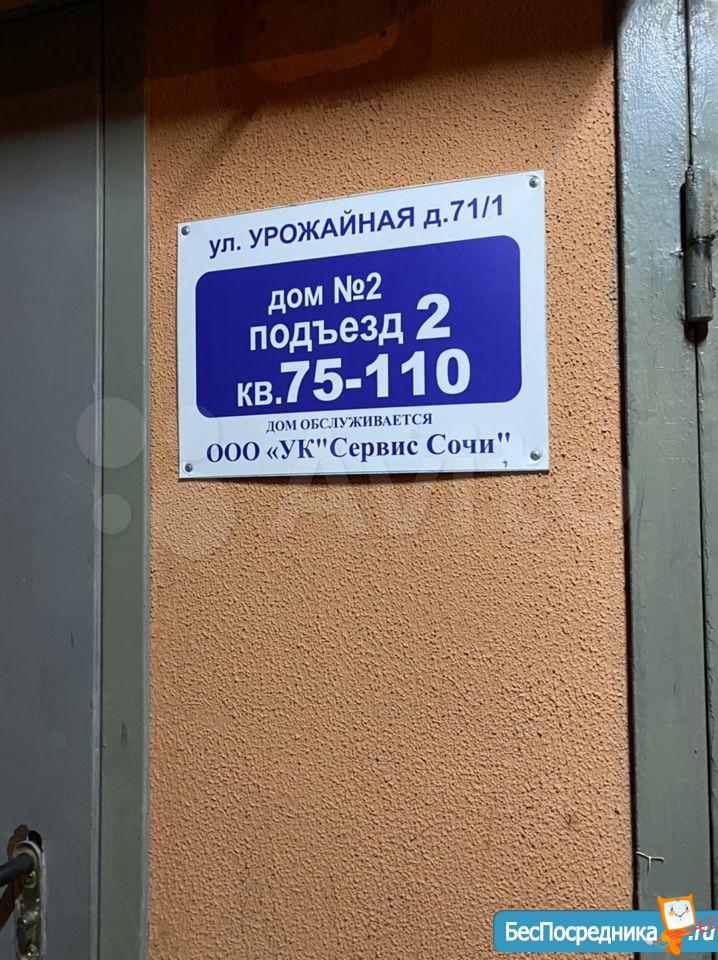 ул. УРОЖАЙНАЯ д.71/1
дом №2
подъезд 2
кв.75-110
ДОМ ОБСЛУЖИВАЕТСЯ
ООО «УК"Сервис Сочи"
Avito
БесПосредника.ru